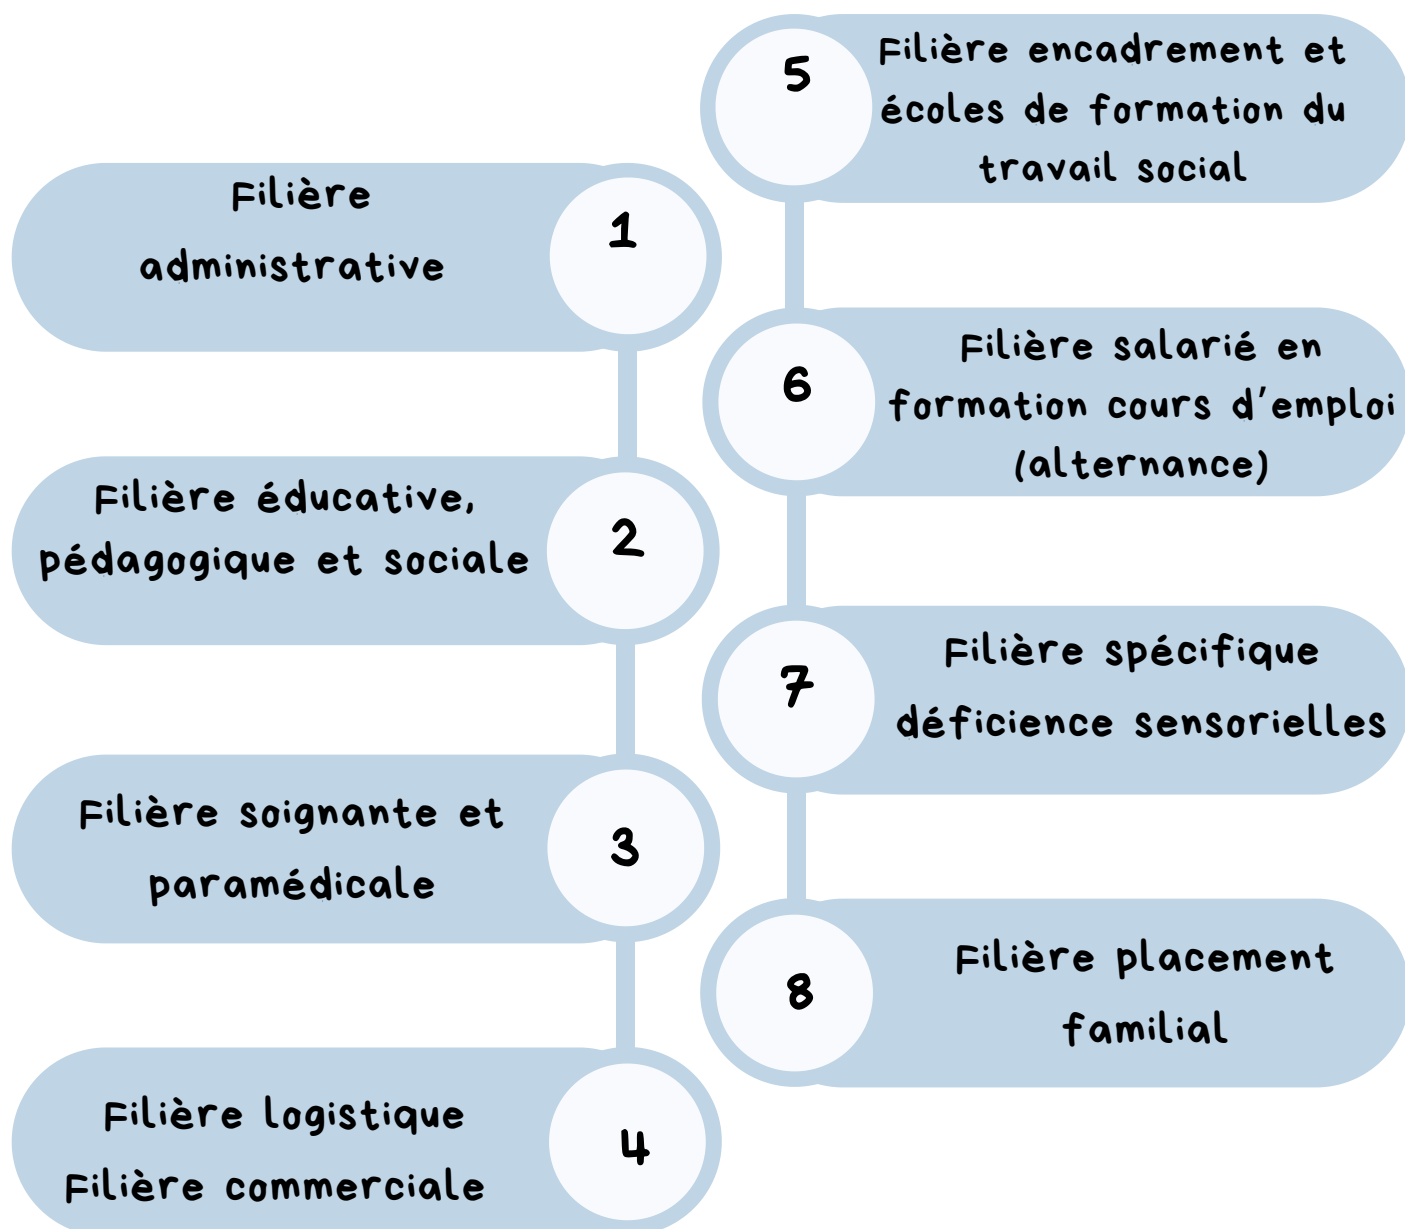 Filière
administrative
1
Filière éducative,
pédagogique et sociale
2
Filière soignante et
paramédicale
3
Filière logistique
Filière commerciale
4
5
Filière encadrement et
écoles de formation du
travail social
6
Filière salarié en
formation cours d'emploi
(alternance)
7
Filière spécifique
déficience sensorielles
8
Filière placement
familial